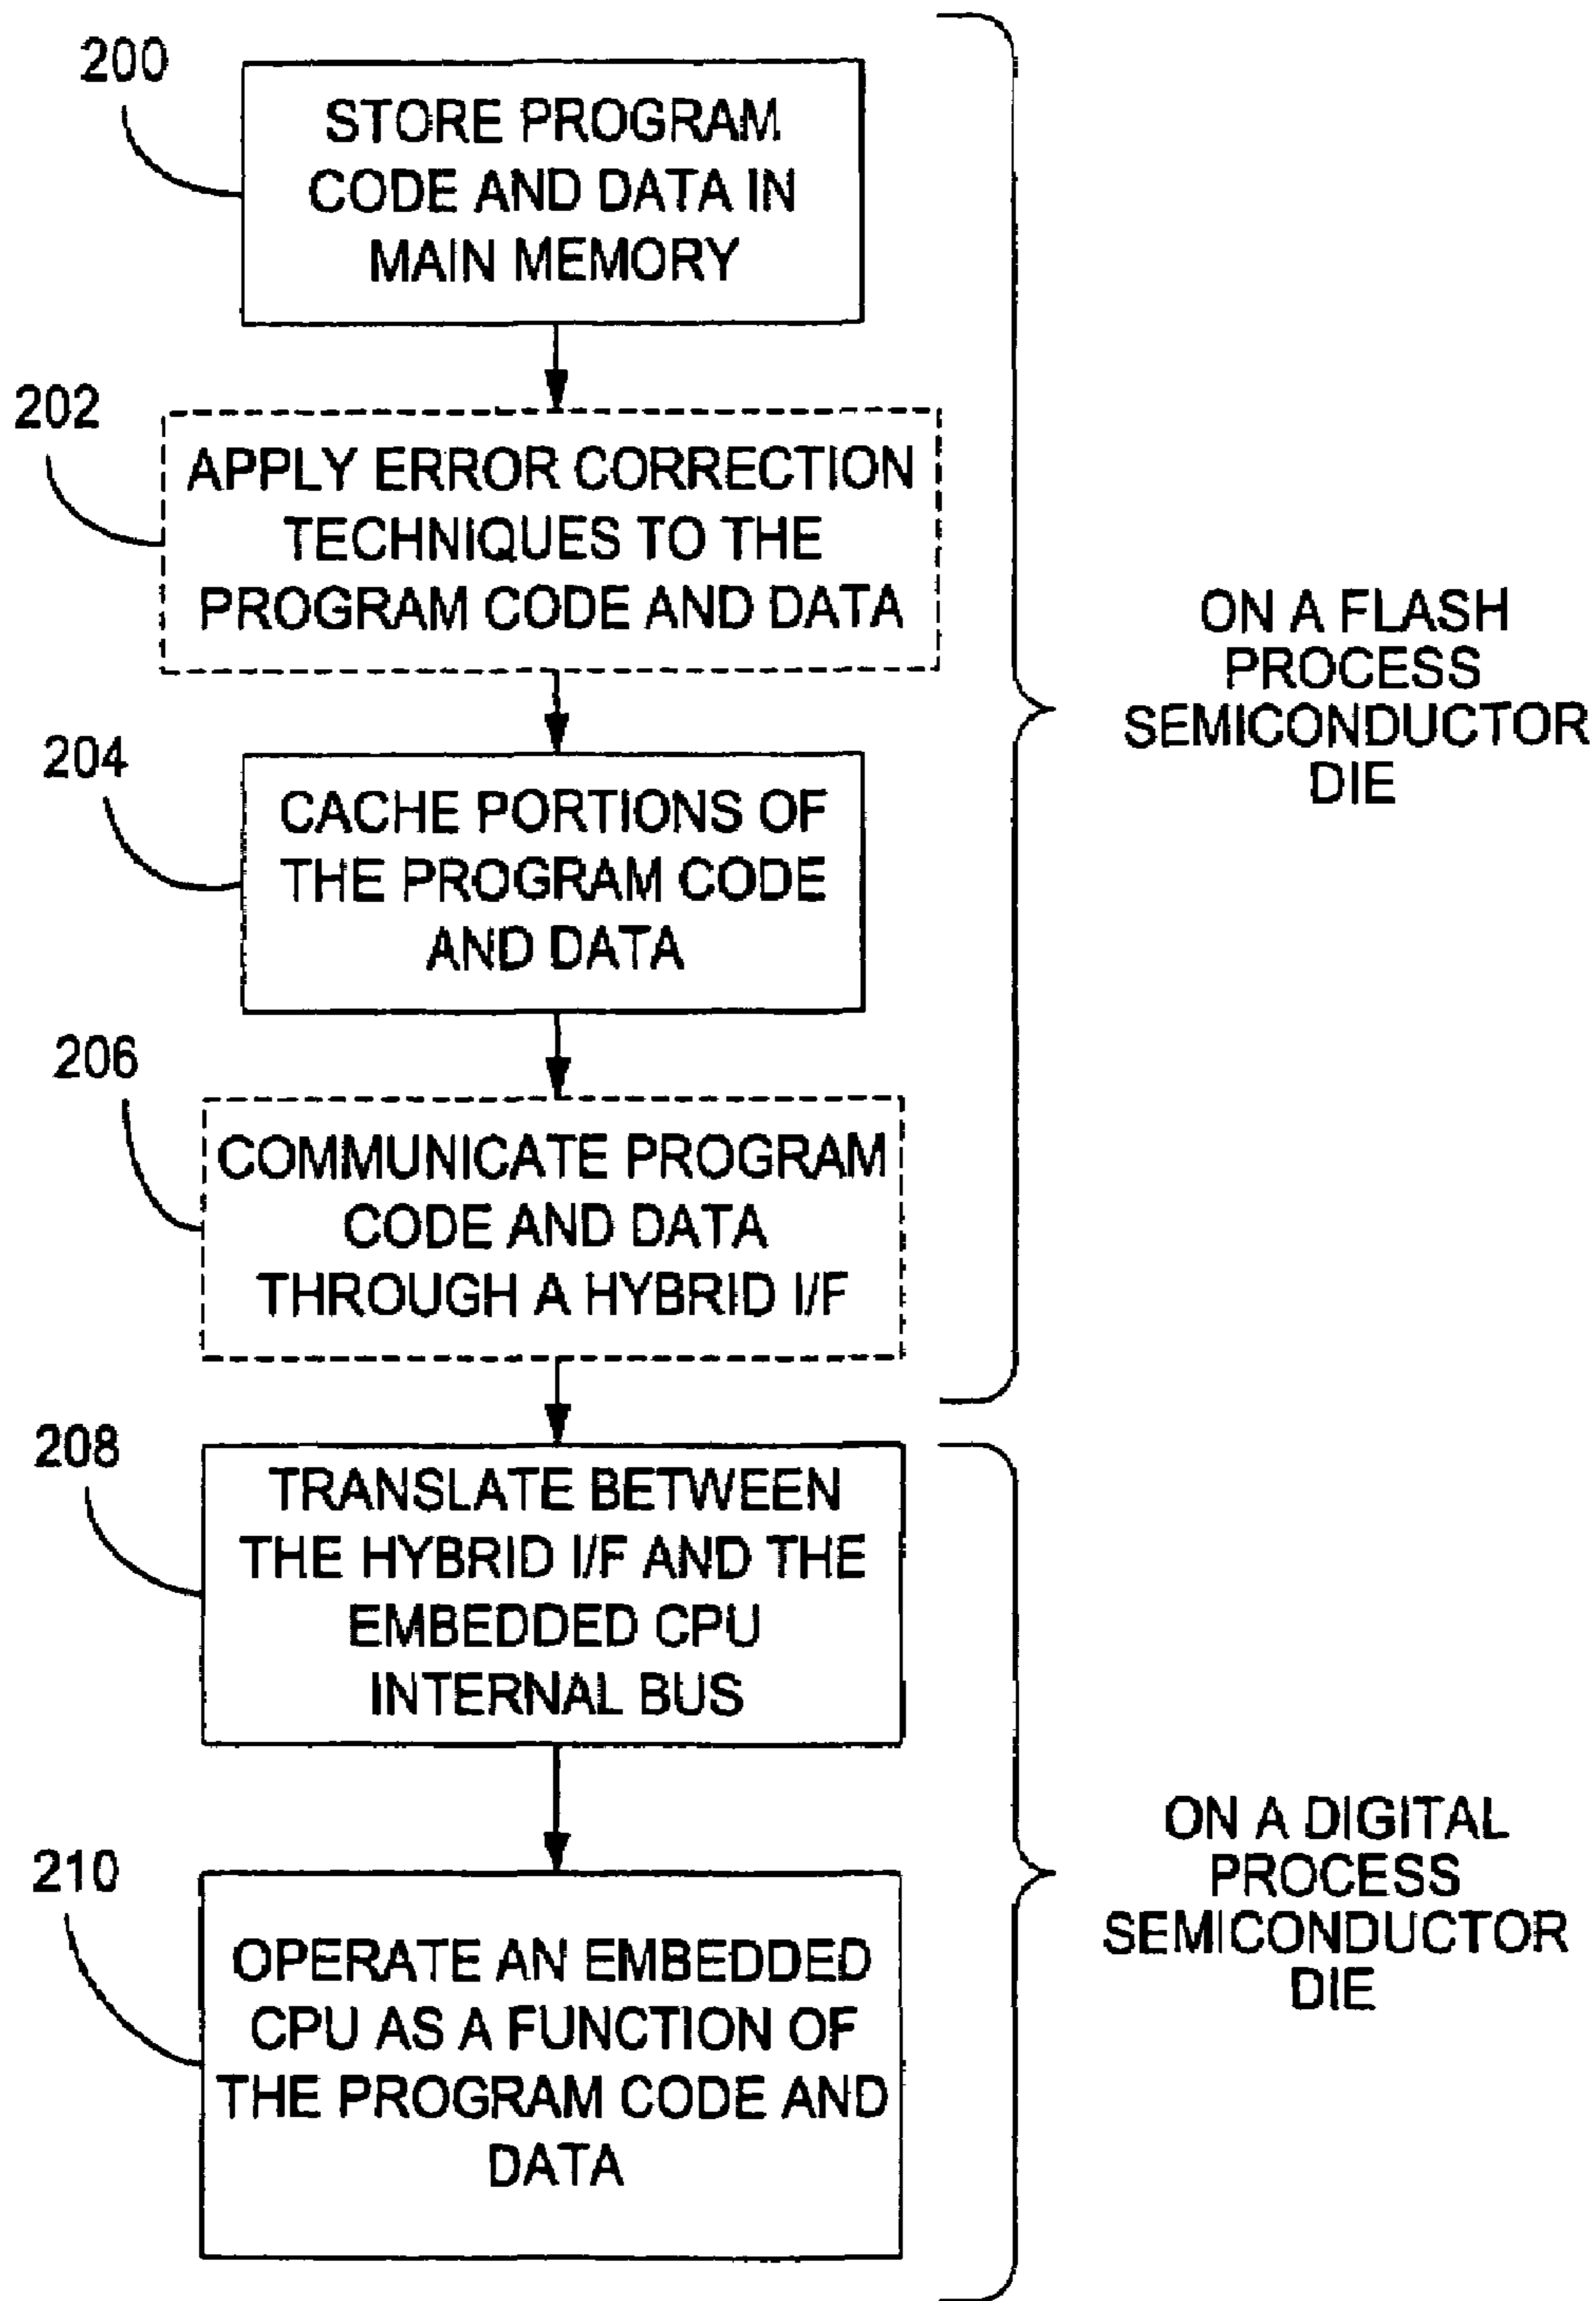 200
STORE PROGRAM
CODE AND DATA IN
MAIN MEMORY
202
APPLY ERROR CORRECTION
TECHNIQUES TO THE
PROGRAM CODE AND DATA
204
CACHE PORTIONS OF
THE PROGRAM CODE
AND DATA
206
COMMUNICATE PROGRAM
CODE AND DATA
THROUGH A HYBRID I/F
ON A FLASH
PROCESS
SEMICONDUCTOR
DIE
208
TRANSLATE BETWEEN
THE HYBRID I/F AND THE
EMBEDDED CPU
INTERNAL BUS
210
OPERATE AN EMBEDDED
CPU AS A FUNCTION OF
THE PROGRAM CODE AND
DATA
ON A DIGITAL
PROCESS
SEMICONDUCTOR
DIE